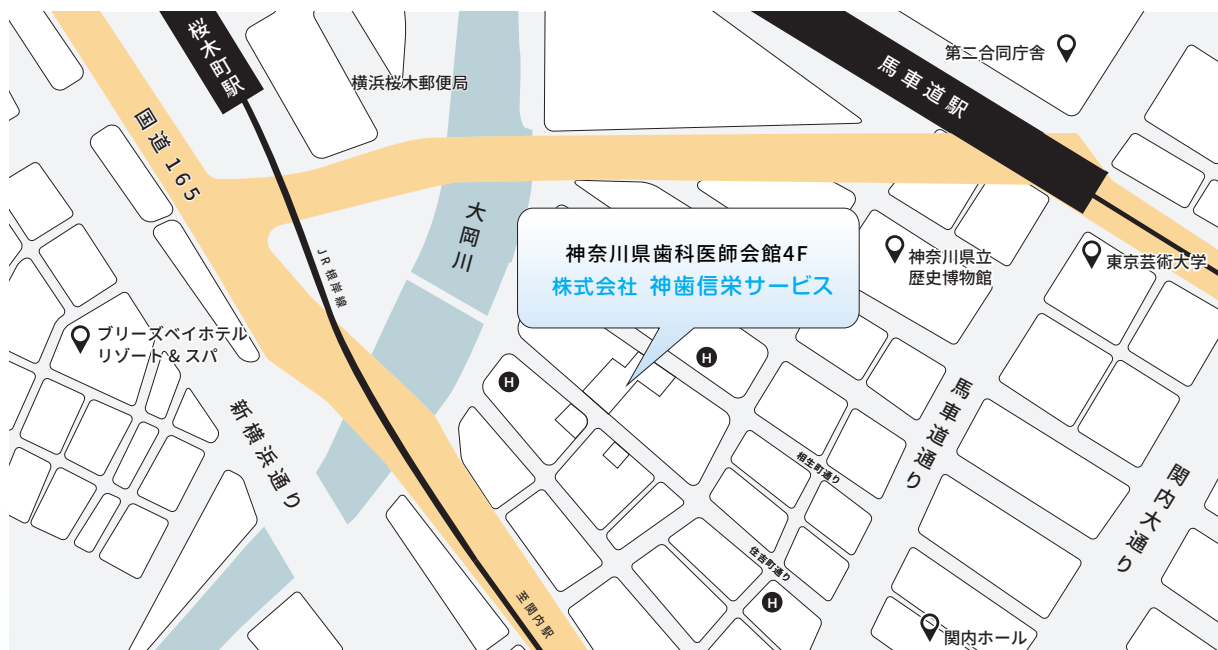 桜木町駅
横浜桜木郵便局
馬車道駅
第二合同庁舎
国道 165
大岡川
JR根岸線
神奈川県歯科医師会館4F
株式会社 神歯信栄サービス
神奈川県立
歴史博物館
東京芸術大学
ブリーズベイホテル
リゾート & スパ
H
H
新横浜通り
馬車道通り
相生町通り
関内大通り
住吉町通り
至関内駅
H
関内ホール